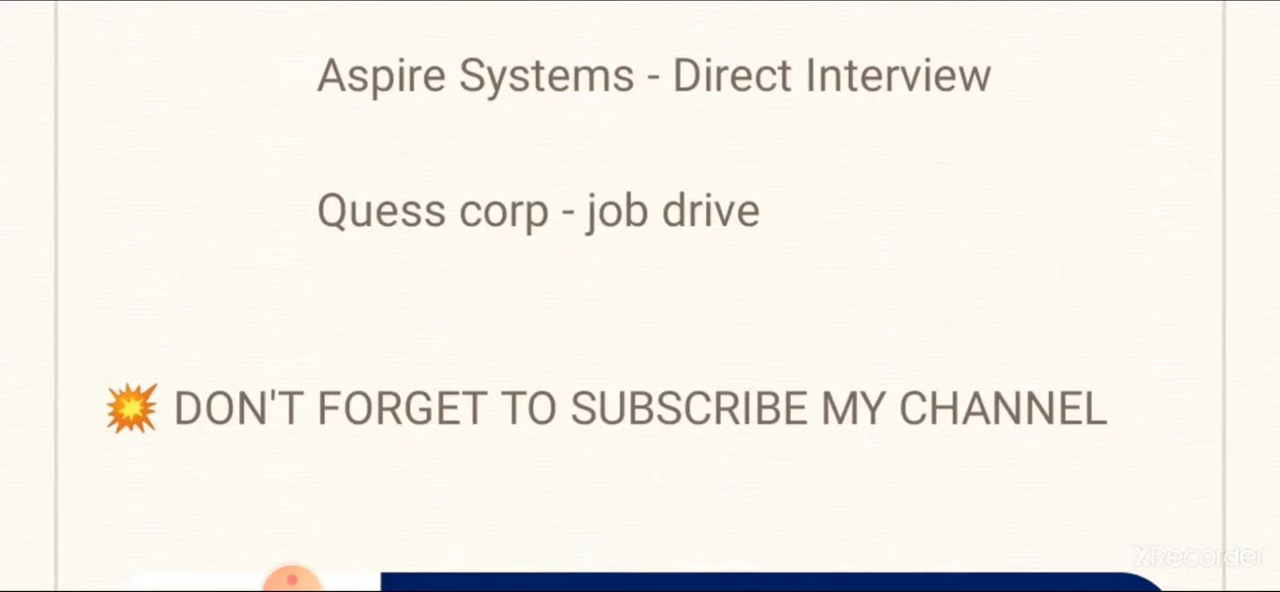 Aspire Systems - Direct Interview
Quess corp - job drive
💥 DON'T FORGET TO SUBSCRIBE MY CHANNEL
XRecorder